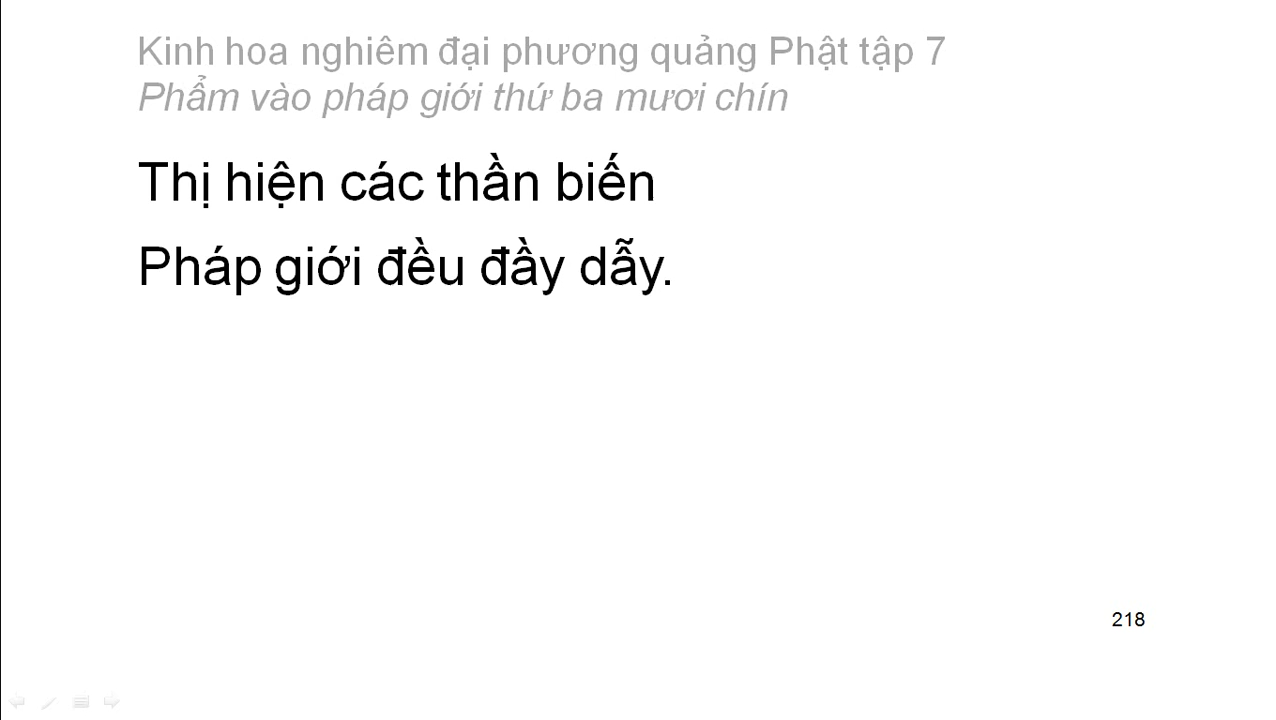 Kinh hoa nghiêm đại phương quảng Phật tập 7
Phẩm vào pháp giới thứ ba mươi chín
Thị hiện các thần biến
Pháp giới đều đầy dẫy.
218